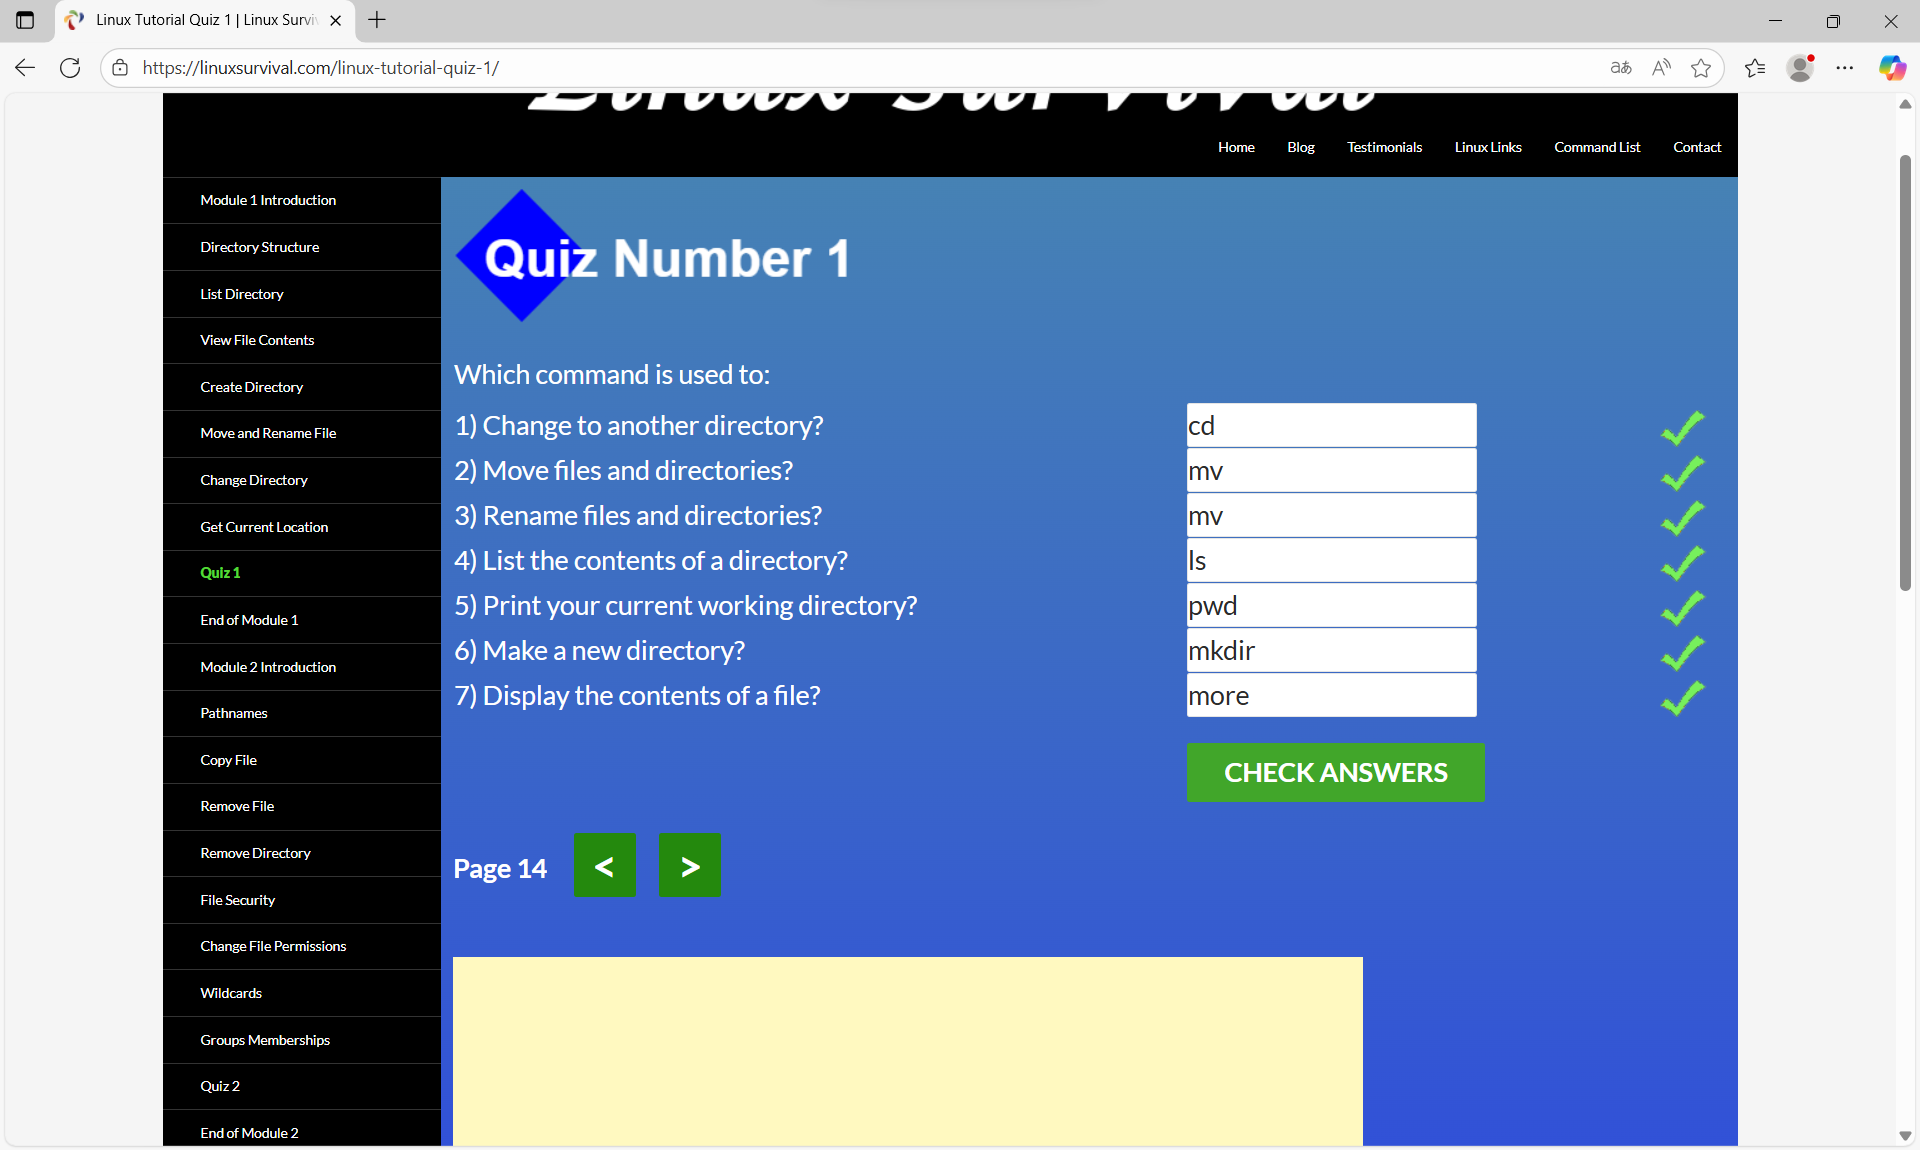 Linux Tutorial Quiz 1 | Linux Survi
https://linuxsurvival.com/linux-tutorial-quiz-1/
Linux Survival
Home Blog Testimonials Linux Links Command List Contact
Module 1 Introduction
Directory Structure
List Directory
View File Contents
Create Directory
Move and Rename File
Change Directory
Get Current Location
Quiz 1
End of Module 1
Module 2 Introduction
Pathnames
Copy File
Remove File
Remove Directory
File Security
Change File Permissions
Wildcards
Groups Memberships
Quiz 2
End of Module 2
Quiz Number 1
Which command is used to:
1) Change to another directory? cd
2) Move files and directories? mv
3) Rename files and directories? mv
4) List the contents of a directory? ls
5) Print your current working directory? pwd
6) Make a new directory? mkdir
7) Display the contents of a file? more
CHECK ANSWERS
Page 14 < >